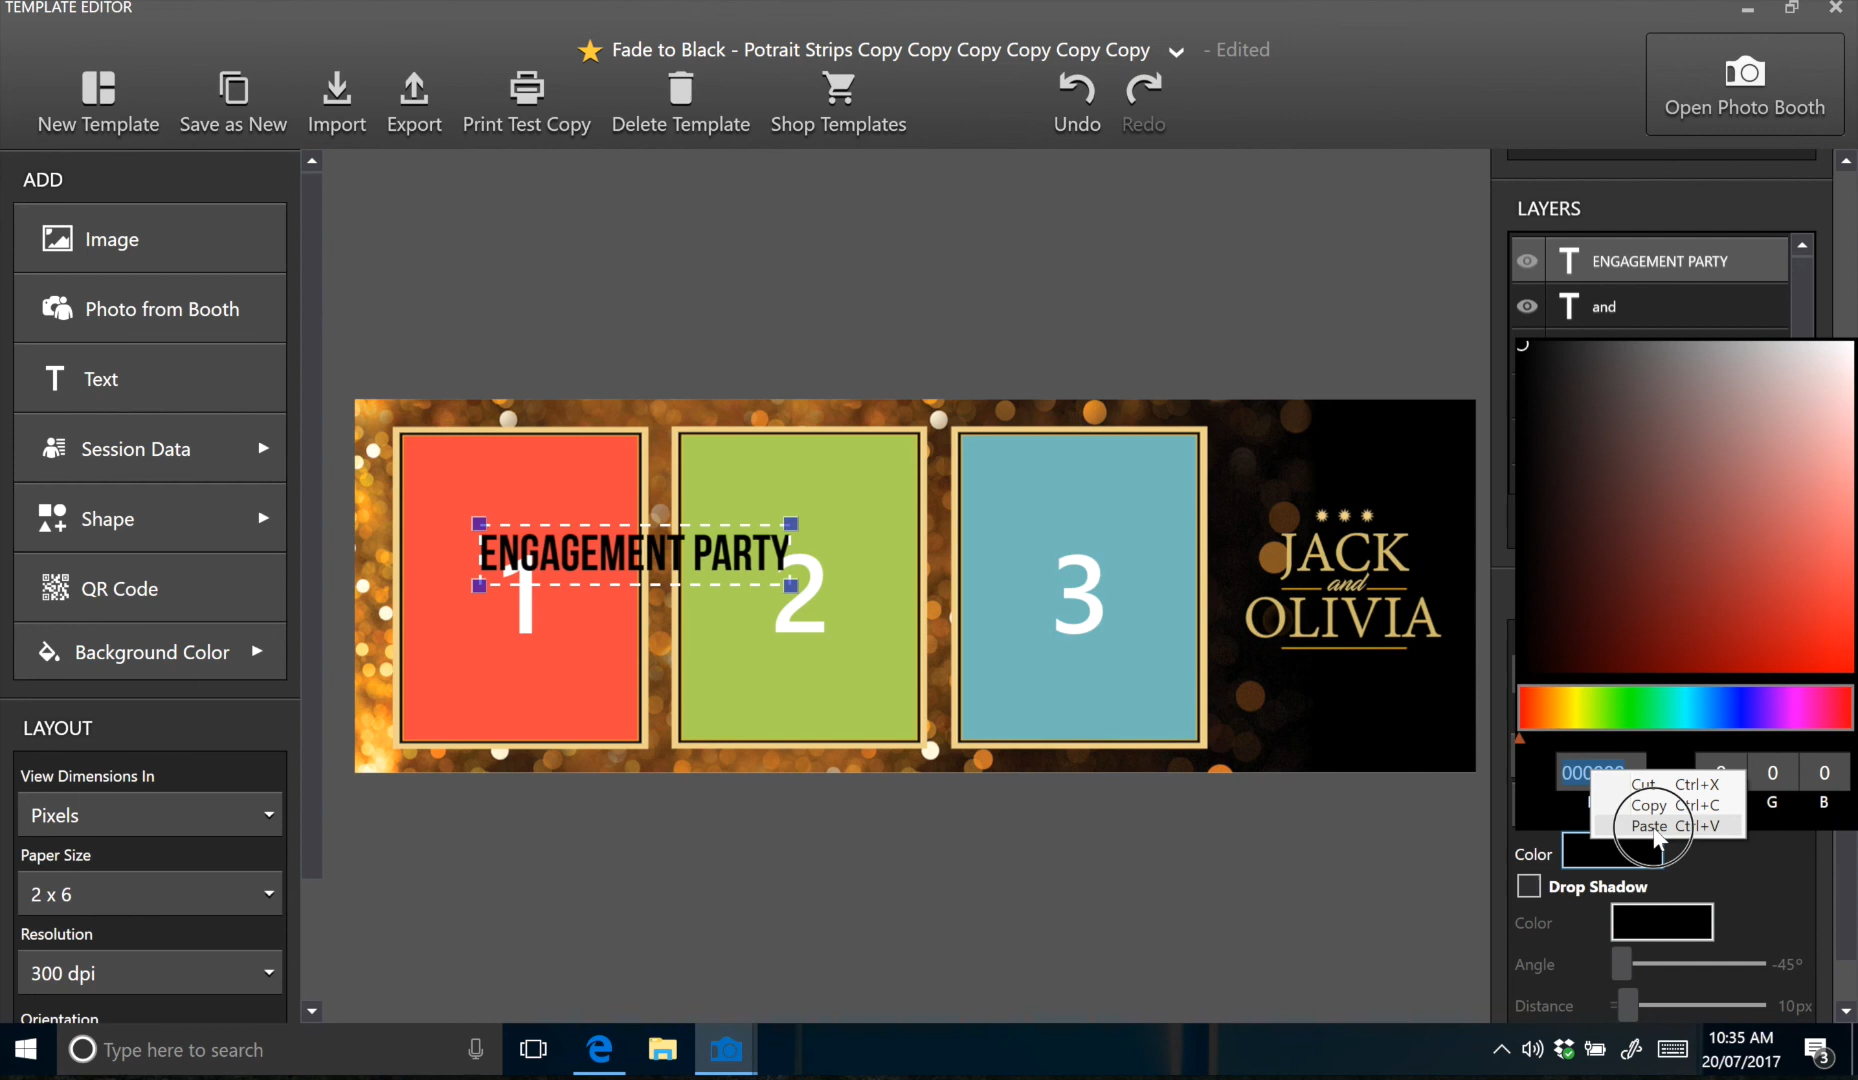 TEMPLATE EDITOR
Fade to Black - Potrait Strips Copy Copy Copy Copy Copy Copy - Edited
New Template Save as New Import Export Print Test Copy Delete Template Shop Templates Undo Redo Open Photo Booth
ADD
Image
Photo from Booth
Text
Session Data
Shape
QR Code
Background Color
LAYOUT
View Dimensions In
Pixels
Paper Size
2 x 6
Resolution
300 dpi
Orientation
ENGAGEMENT PARTY
1 2 3
JACK
and
OLIVIA
LAYERS
ENGAGEMENT PARTY
and
0 0
G B
Cut Ctrl+X
Copy Ctrl+C
Paste Ctrl+V
Color
Drop Shadow
Color
Angle -45°
Distance 10px
Type here to search
10:35 AM
20/07/2017
3